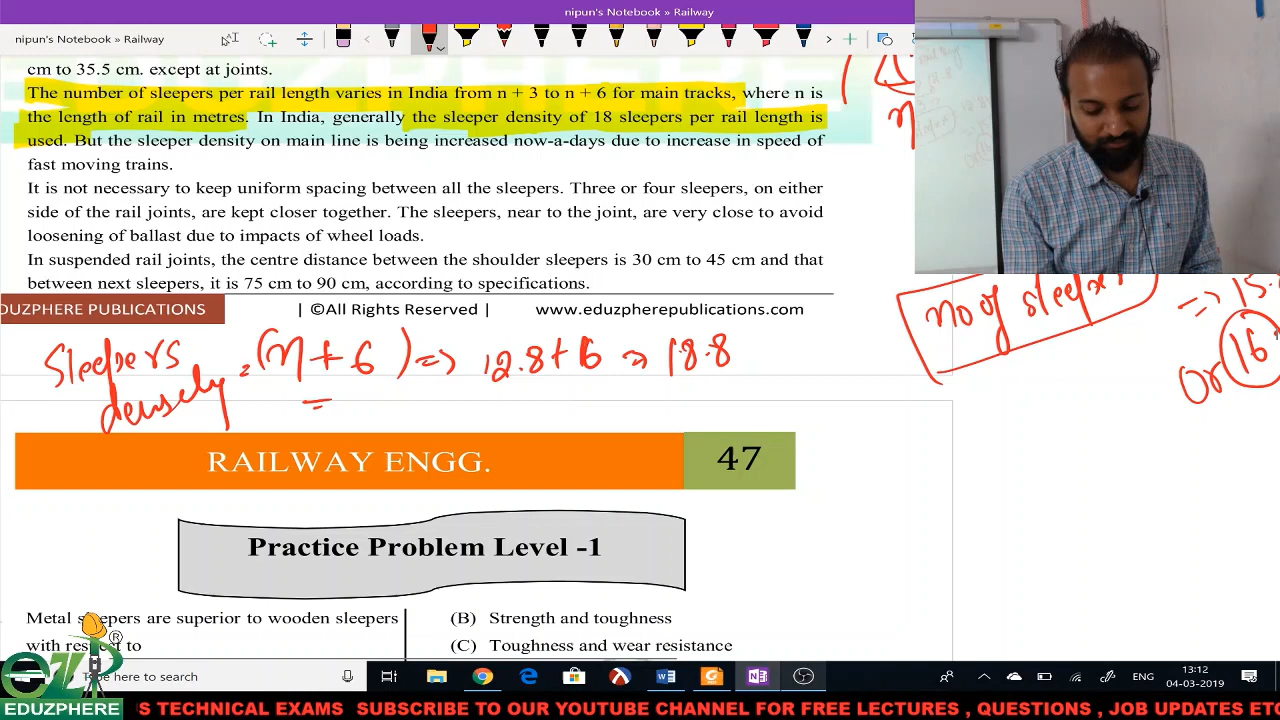 nipun's Notebook » Railway
nipun's Notebook » Railway
cm to 35.5 cm. except at joints.
The number of sleepers per rail length varies in India from n + 3 to n + 6 for main tracks, where n is
the length of rail in metres. In India, generally the sleeper density of 18 sleepers per rail length is
used. But the sleeper density on main line is being increased now-a-days due to increase in speed of
fast moving trains.
It is not necessary to keep uniform spacing between all the sleepers. Three or four sleepers, on either
side of the rail joints, are kept closer together. The sleepers, near to the joint, are very close to avoid
loosening of ballast due to impacts of wheel loads.
In suspended rail joints, the centre distance between the shoulder sleepers is 30 cm to 45 cm and that
between next sleepers, it is 75 cm to 90 cm, according to specifications.
EDUZPHERE PUBLICATIONS | ©All Rights Reserved | www.eduzpherepublications.com
no of sleeper => 15.
or 16
Sleepers
density = (n + 6) => 12.8 + 6 => 18.8
RAILWAY ENGG. 47
Practice Problem Level -1
Metal sleepers are superior to wooden sleepers
with respect to
(B) Strength and toughness
(C) Toughness and wear resistance
EZ ®
EDUZPHERE
Type here to search
ENG
13:12
04-03-2019
S TECHNICAL EXAMS SUBSCRIBE TO OUR YOUTUBE CHANNEL FOR FREE LECTURES , QUESTIONS , JOB UPDATES ETC